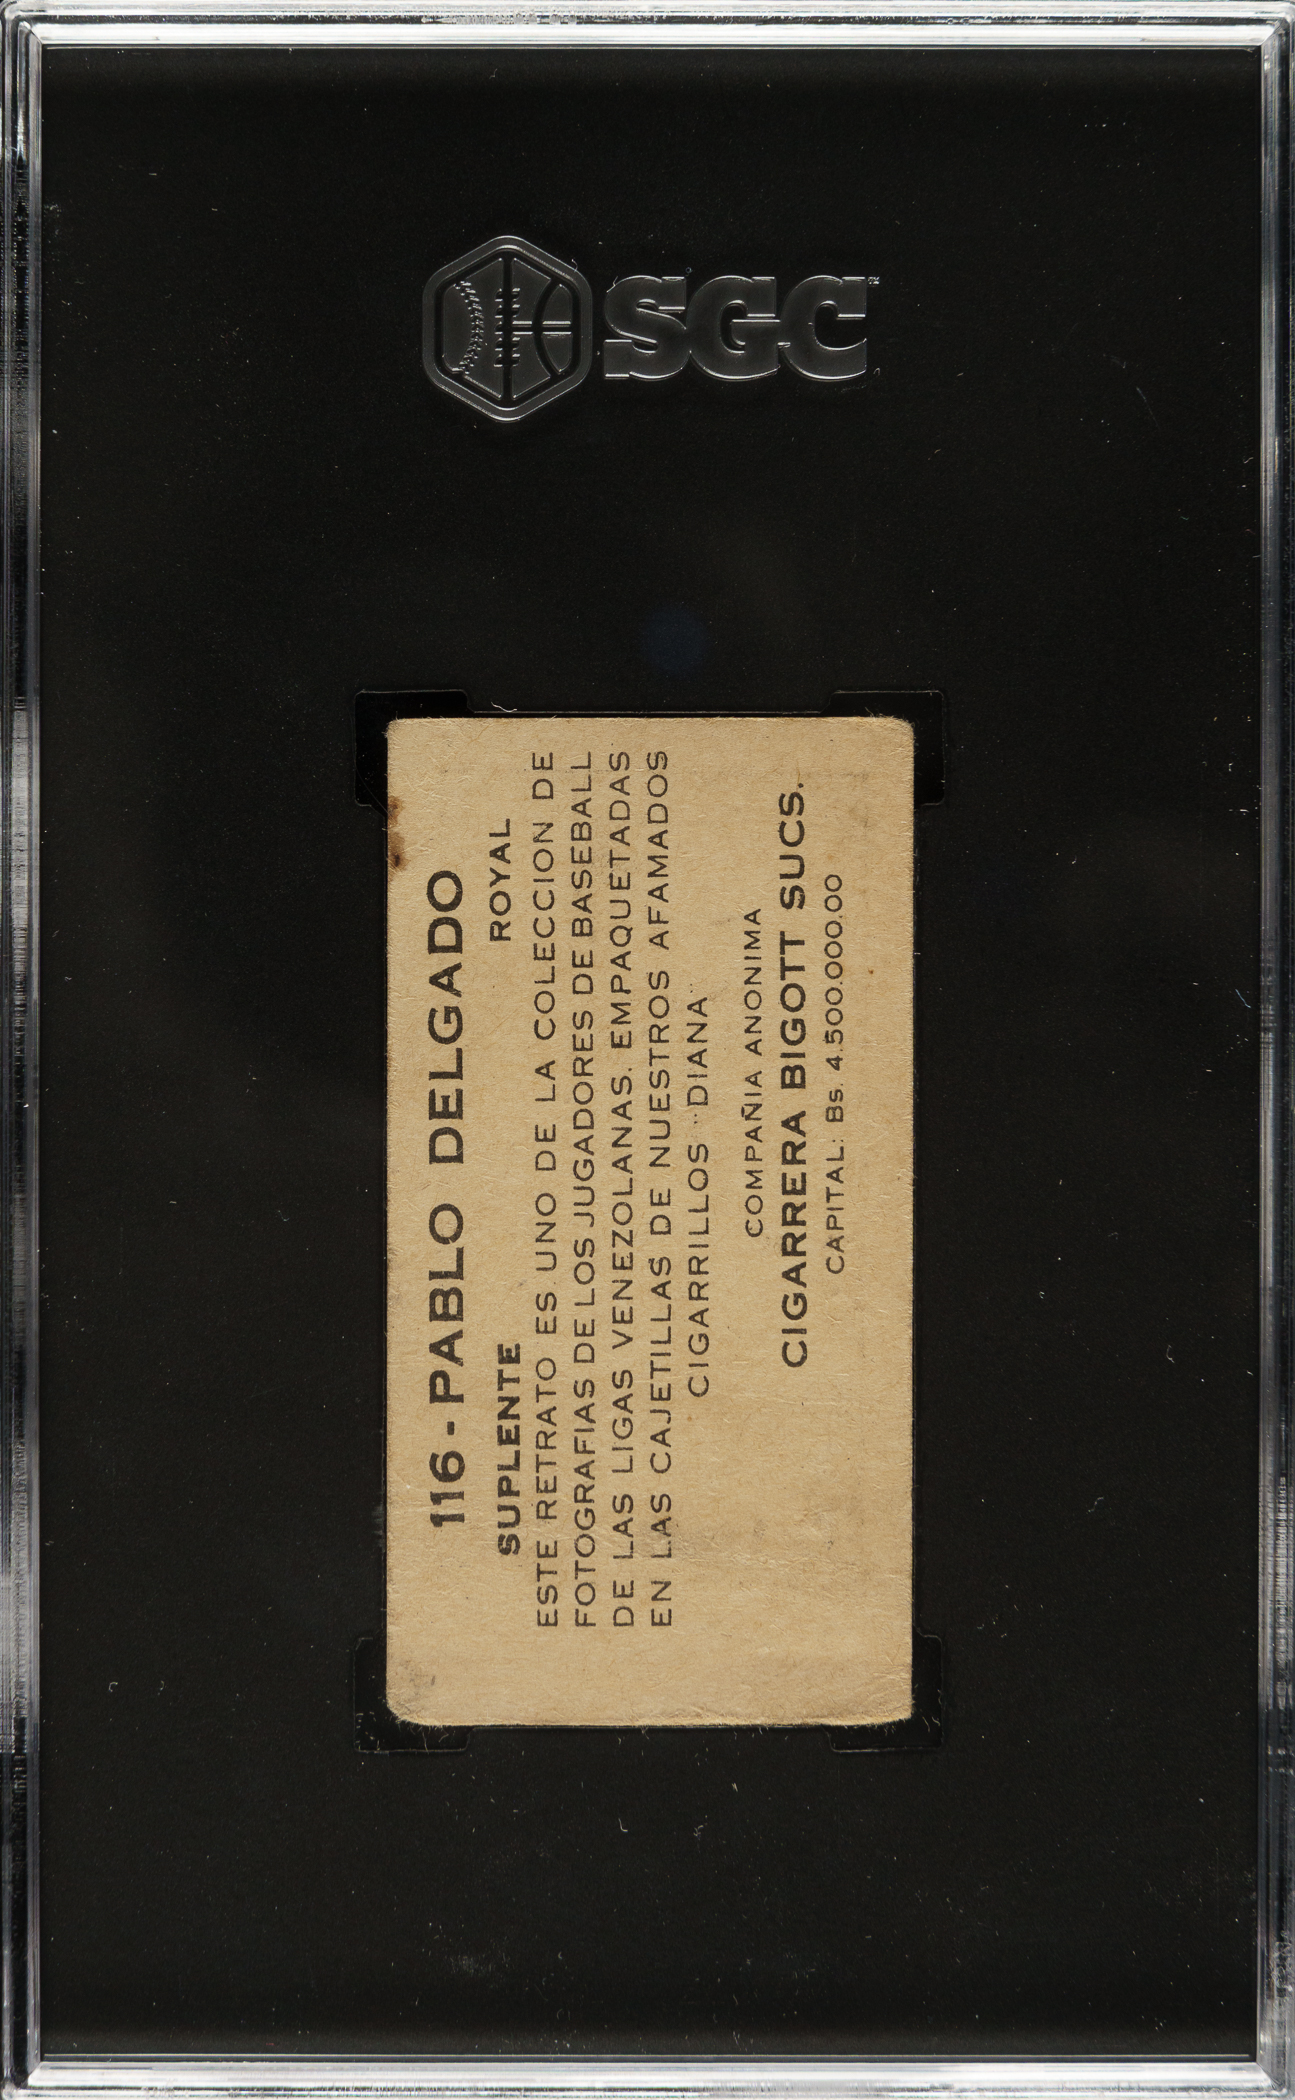 SGC
116 - PABLO DELGADO
SUPLENTE ROYAL
ESTE RETRATO ES UNO DE LA COLECCION DE
FOTOGRAFIAS DE LOS JUGADORES DE BASEBALL
DE LAS LIGAS VENEZOLANAS. EMPAQUETADAS
EN LAS CAJETILLAS DE NUESTROS AFAMADOS
CIGARRILLOS "DIANA"
COMPAÑIA ANONIMA
CIGARRERA BIGOTT SUCS.
CAPITAL: Bs. 4.500.000.00